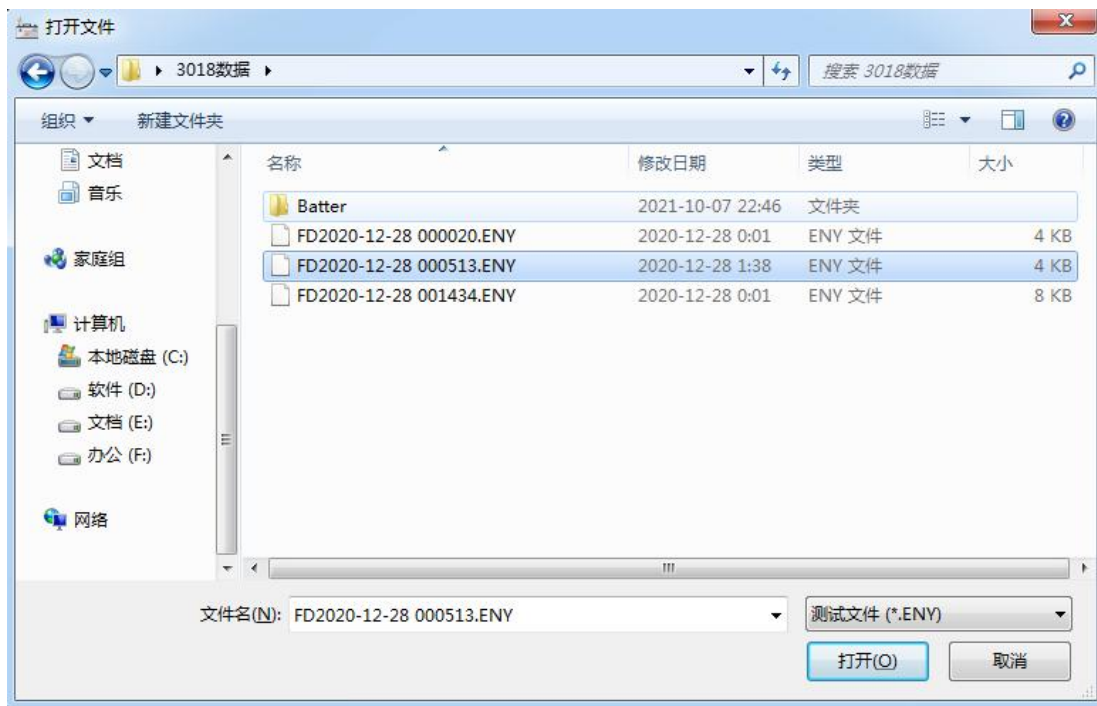 打开文件
3018数据
搜索 3018数据
组织 新建文件夹
文档
音乐
家庭组
计算机
本地磁盘 (C:)
软件 (D:)
文档 (E:)
办公 (F:)
网络
名称 修改日期 类型 大小
Batter 2021-10-07 22:46 文件夹
FD2020-12-28 000020.ENY 2020-12-28 0:01 ENY 文件 4 KB
FD2020-12-28 000513.ENY 2020-12-28 1:38 ENY 文件 4 KB
FD2020-12-28 001434.ENY 2020-12-28 0:01 ENY 文件 8 KB
文件名(N): FD2020-12-28 000513.ENY 测试文件 (*.ENY)
打开(O) 取消